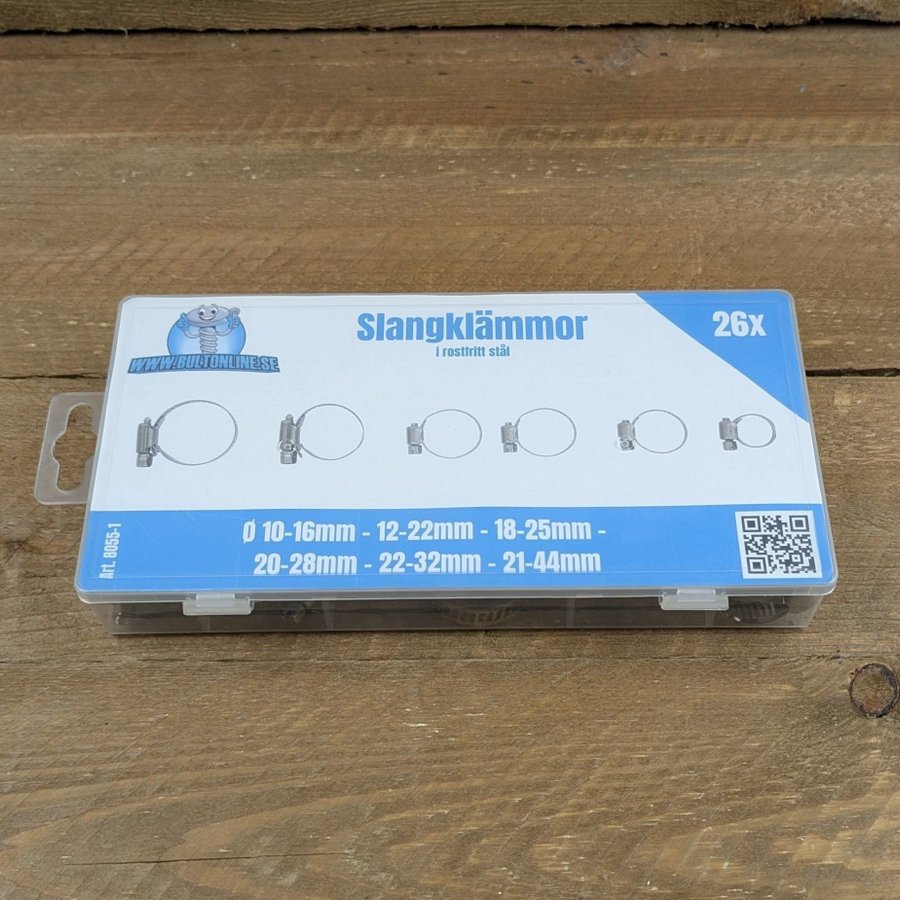 WWW.BULTONLINE.SE
Slangklämmor
i rostfritt stål
26x
Art. 8055-1
Ø 10-16mm - 12-22mm - 18-25mm -
20-28mm - 22-32mm - 21-44mm